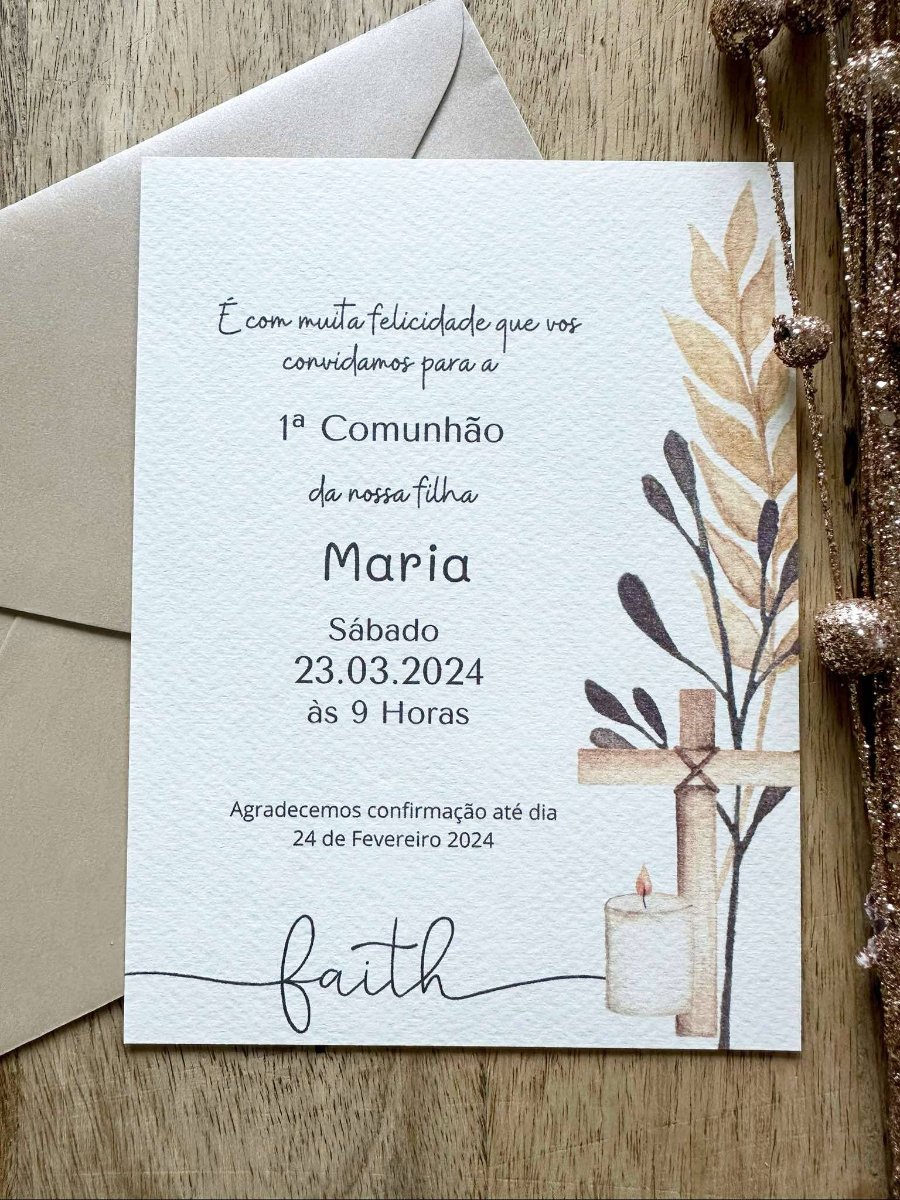 É com muita felicidade que vos
convidamos para a
1ª Comunhão
da nossa filha
Maria
Sábado
23.03.2024
às 9 Horas
Agradecemos confirmação até dia
24 de Fevereiro 2024
faith